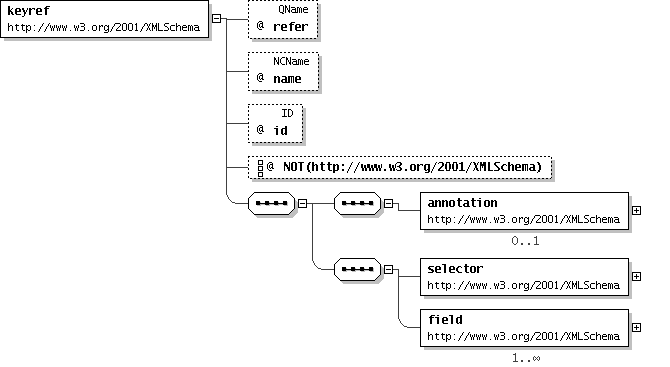 keyref
http://www.w3.org/2001/XMLSchema
QName
@ refer
NCName
@ name
ID
@ id
@ NOT(http://www.w3.org/2001/XMLSchema)
annotation
http://www.w3.org/2001/XMLSchema
0..1
selector
http://www.w3.org/2001/XMLSchema
field
http://www.w3.org/2001/XMLSchema
1..∞